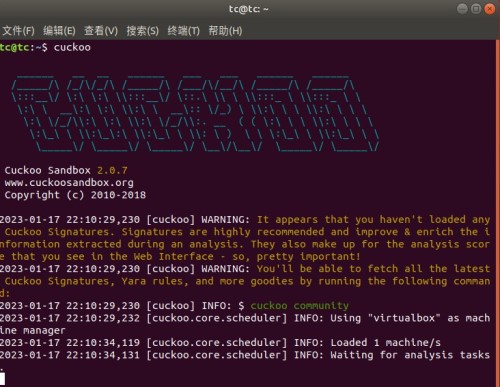 tc@tc: ~
文件(F) 编辑(E) 查看(V) 搜索(S) 终端(T) 帮助(H)
tc@tc:~$ cuckoo
Cuckoo Sandbox 2.0.7
www.cuckoosandbox.org
Copyright (c) 2010-2018
2023-01-17 22:10:29,230 [cuckoo] WARNING: It appears that you haven't loaded any
Cuckoo Signatures. Signatures are highly recommended and improve & enrich the i
nformation extracted during an analysis. They also make up for the analysis scor
e that you see in the Web Interface - so, pretty important!
2023-01-17 22:10:29,230 [cuckoo] WARNING: You'll be able to fetch all the latest
Cuckoo Signatures, Yara rules, and more goodies by running the following comman
d:
2023-01-17 22:10:29,230 [cuckoo] INFO: $ cuckoo community
2023-01-17 22:10:29,232 [cuckoo.core.scheduler] INFO: Using "virtualbox" as mach
ine manager
2023-01-17 22:10:34,119 [cuckoo.core.scheduler] INFO: Loaded 1 machine/s
2023-01-17 22:10:34,131 [cuckoo.core.scheduler] INFO: Waiting for analysis tasks
.